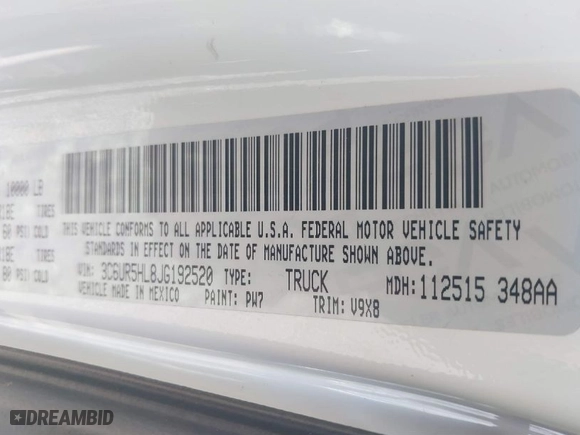 10000 LB
TIRES
60 PSI COLD
TIRES
80 PSI COLD
THIS VEHICLE CONFORMS TO ALL APPLICABLE U.S.A. FEDERAL MOTOR VEHICLE SAFETY
STANDARDS IN EFFECT ON THE DATE OF MANUFACTURE SHOWN ABOVE.
VIN: 3C6UR5HL8JG192520 TYPE: TRUCK MDH: 112515 348AA
VEHICLE MADE IN MEXICO PAINT: PW7 TRIM: V9X8
DREAMBID